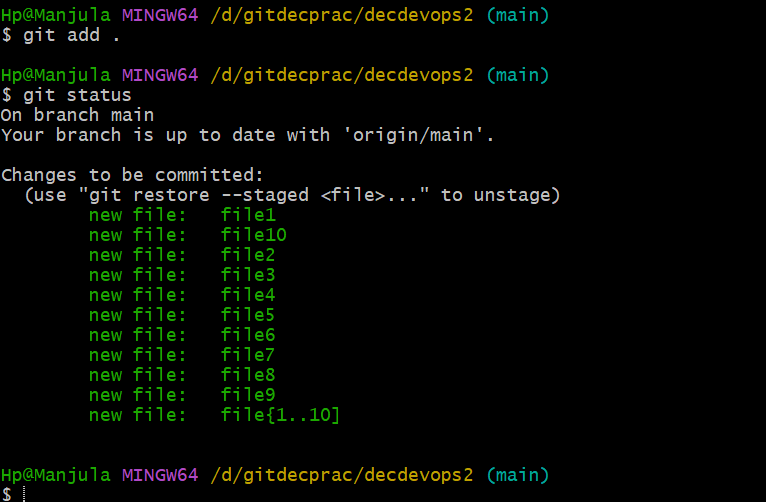 Hp@Manjula MINGW64 /d/gitdecprac/decdevops2 (main)
$ git add .
Hp@Manjula MINGW64 /d/gitdecprac/decdevops2 (main)
$ git status
On branch main
Your branch is up to date with 'origin/main'.
Changes to be committed:
  (use "git restore --staged <file>..." to unstage)
        new file:   file1
        new file:   file10
        new file:   file2
        new file:   file3
        new file:   file4
        new file:   file5
        new file:   file6
        new file:   file7
        new file:   file8
        new file:   file9
        new file:   file{1..10]
Hp@Manjula MINGW64 /d/gitdecprac/decdevops2 (main)
$